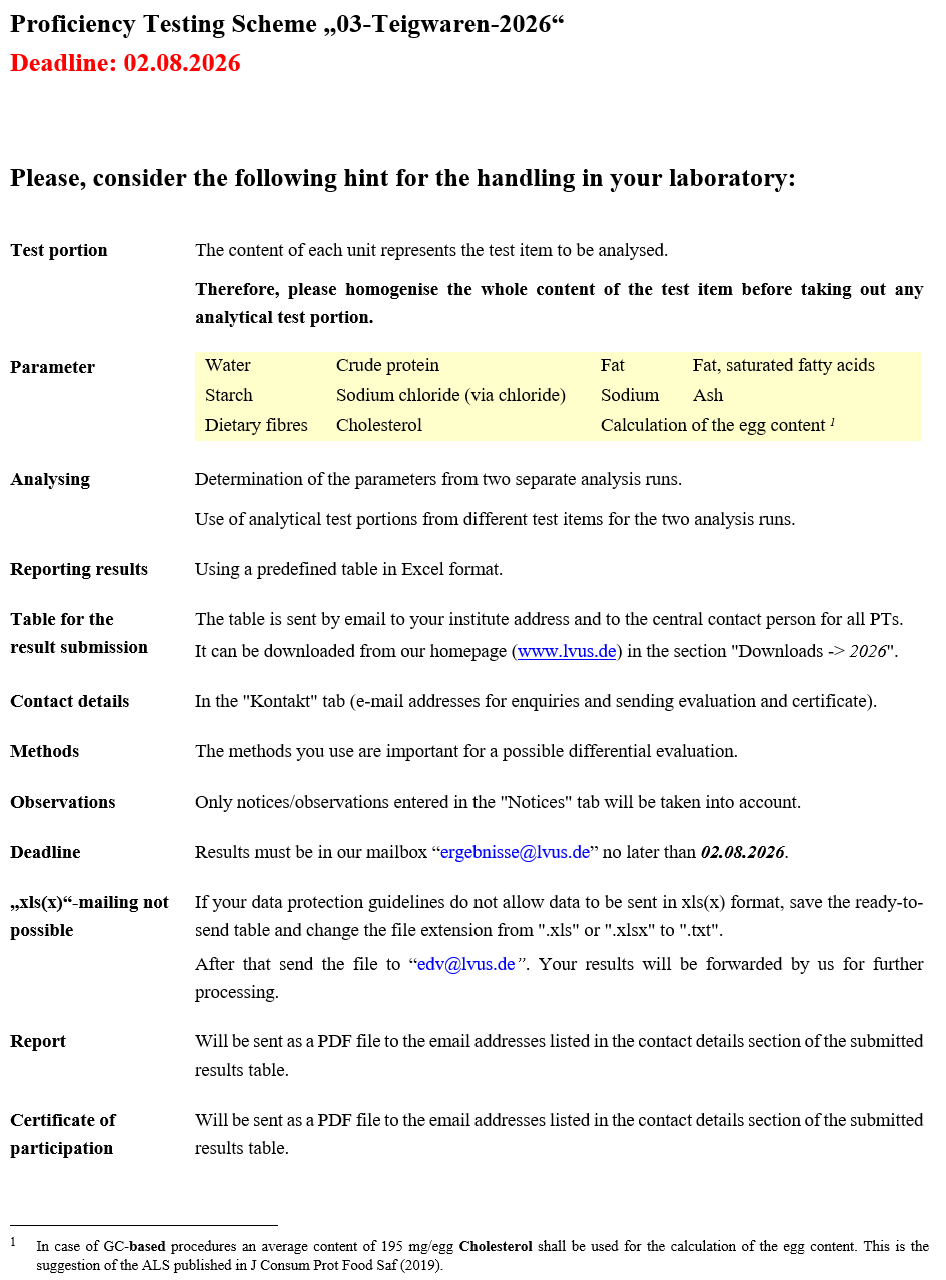 Proficiency Testing Scheme „03-Teigwaren-2026“
Deadline: 02.08.2026
Please, consider the following hint for the handling in your laboratory:
Test portion The content of each unit represents the test item to be analysed.
Therefore, please homogenise the whole content of the test item before taking out any
analytical test portion.
Parameter Water Crude protein Fat Fat, saturated fatty acids
Starch Sodium chloride (via chloride) Sodium Ash
Dietary fibres Cholesterol Calculation of the egg content 1
Analysing Determination of the parameters from two separate analysis runs.
Use of analytical test portions from different test items for the two analysis runs.
Reporting results Using a predefined table in Excel format.
Table for the The table is sent by email to your institute address and to the central contact person for all PTs.
result submission It can be downloaded from our homepage (www.lvus.de) in the section "Downloads -> 2026".
Contact details In the "Kontakt" tab (e-mail addresses for enquiries and sending evaluation and certificate).
Methods The methods you use are important for a possible differential evaluation.
Observations Only notices/observations entered in the "Notices" tab will be taken into account.
Deadline Results must be in our mailbox “ergebnisse@lvus.de” no later than 02.08.2026.
„xls(x)“-mailing not If your data protection guidelines do not allow data to be sent in xls(x) format, save the ready-to-
possible send table and change the file extension from ".xls" or ".xlsx" to ".txt".
After that send the file to “edv@lvus.de”. Your results will be forwarded by us for further
processing.
Report Will be sent as a PDF file to the email addresses listed in the contact details section of the submitted
results table.
Certificate of Will be sent as a PDF file to the email addresses listed in the contact details section of the submitted
participation results table.
1 In case of GC-based procedures an average content of 195 mg/egg Cholesterol shall be used for the calculation of the egg content. This is the
suggestion of the ALS published in J Consum Prot Food Saf (2019).